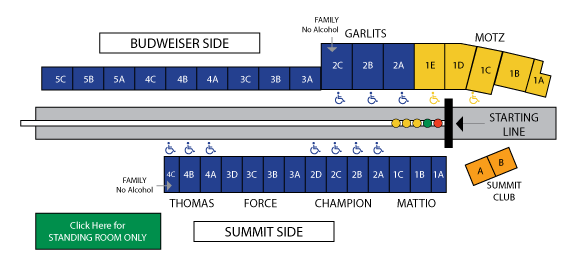 FAMILY
No Alcohol
GARLITS
MOTZ
BUDWEISER SIDE
2C 2B 2A 1E 1D 1C 1B 1A
5C 5B 5A 4C 4B 4A 3C 3B 3A
STARTING
LINE
4C 4B 4A 3D 3C 3B 3A 2D 2C 2B 2A 1C 1B 1A
A B
FAMILY
No Alcohol
SUMMIT
CLUB
THOMAS FORCE CHAMPION MATTIO
Click Here for
STANDING ROOM ONLY
SUMMIT SIDE